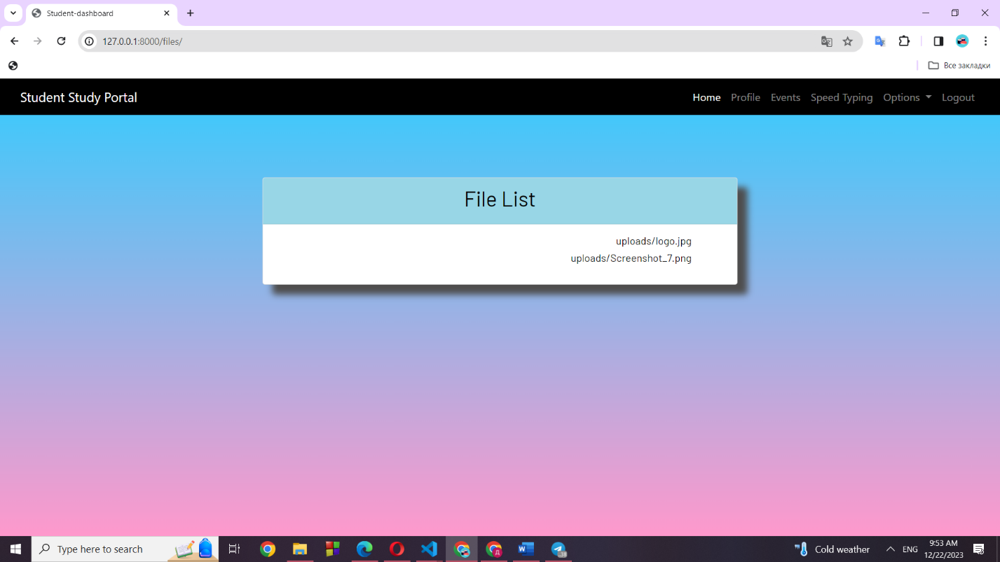 Student-dashboard
127.0.0.1:8000/files/
Все закладки
Student Study Portal
Home Profile Events Speed Typing Options Logout
File List
uploads/logo.jpg
uploads/Screenshot_7.png
Type here to search
Cold weather
ENG
9:53 AM
12/22/2023